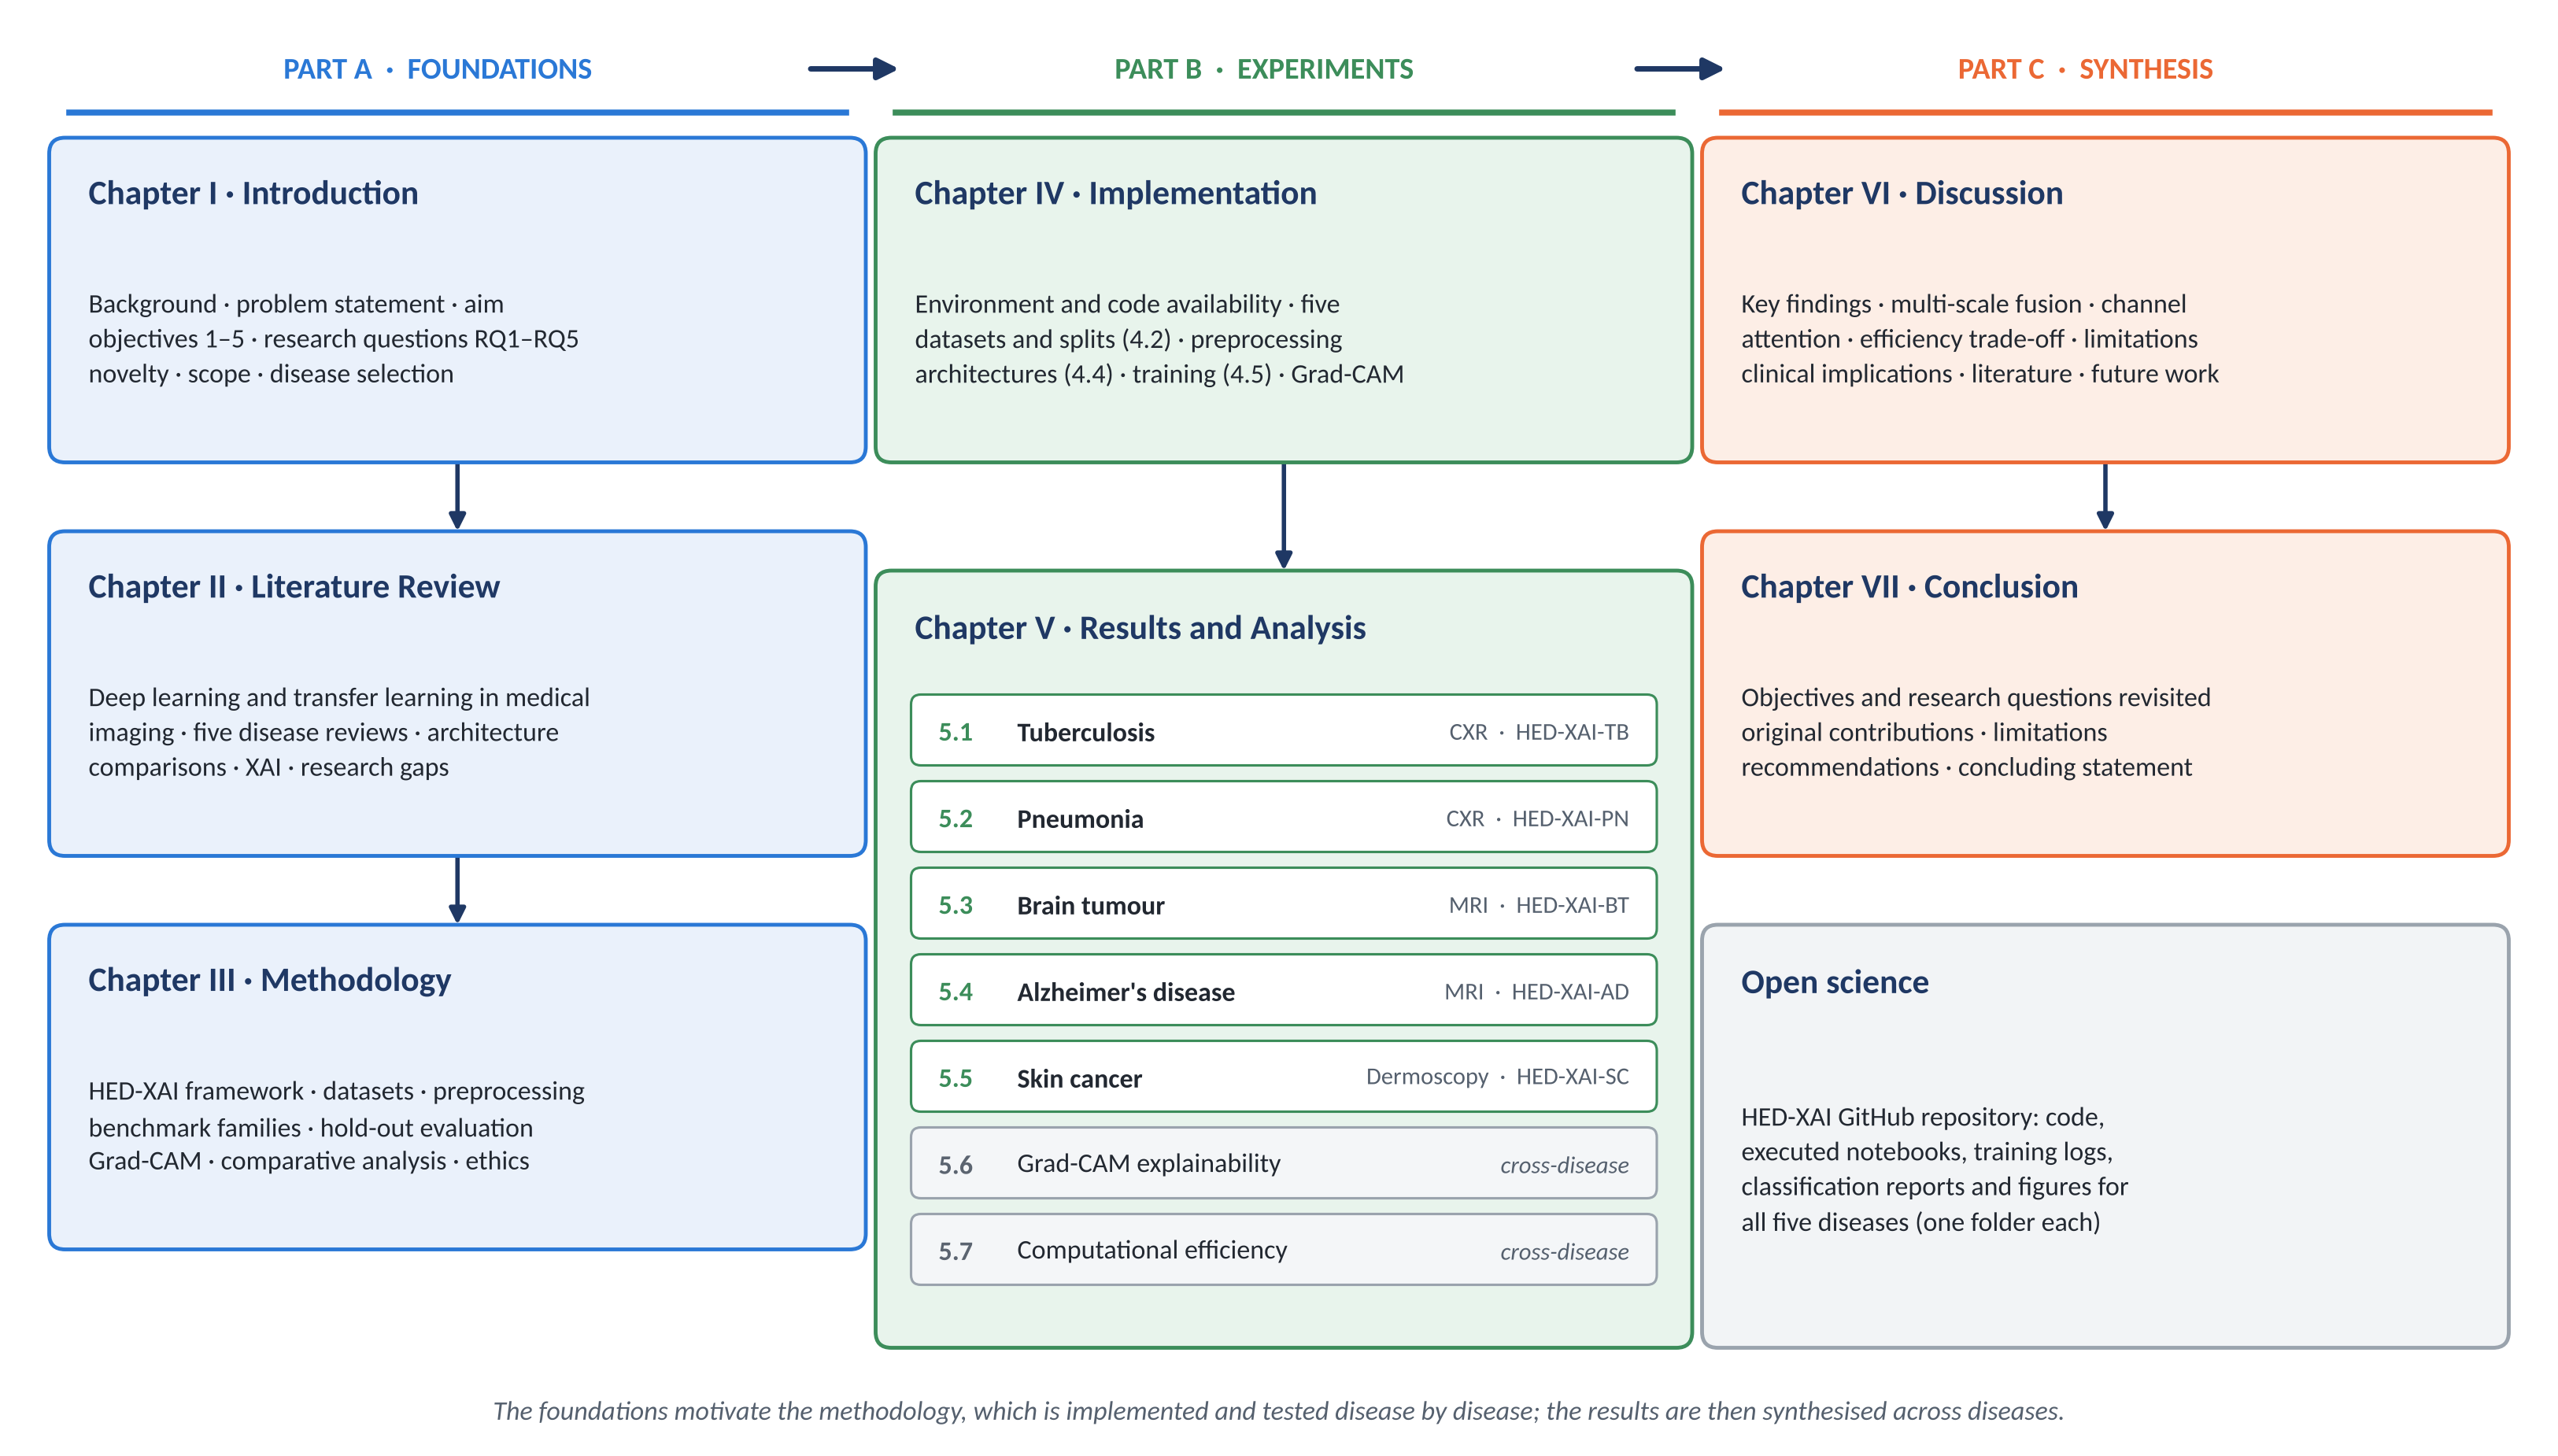 PART A · FOUNDATIONS
Chapter I · Introduction
Background · problem statement · aim
objectives 1–5 · research questions RQ1–RQ5
novelty · scope · disease selection
Chapter II · Literature Review
Deep learning and transfer learning in medical
imaging · five disease reviews · architecture
comparisons · XAI · research gaps
Chapter III · Methodology
HED-XAI framework · datasets · preprocessing
benchmark families · hold-out evaluation
Grad-CAM · comparative analysis · ethics
PART B · EXPERIMENTS
Chapter IV · Implementation
Environment and code availability · five
datasets and splits (4.2) · preprocessing
architectures (4.4) · training (4.5) · Grad-CAM
Chapter V · Results and Analysis
5.1 Tuberculosis CXR · HED-XAI-TB
5.2 Pneumonia CXR · HED-XAI-PN
5.3 Brain tumour MRI · HED-XAI-BT
5.4 Alzheimer's disease MRI · HED-XAI-AD
5.5 Skin cancer Dermoscopy · HED-XAI-SC
5.6 Grad-CAM explainability cross-disease
5.7 Computational efficiency cross-disease
PART C · SYNTHESIS
Chapter VI · Discussion
Key findings · multi-scale fusion · channel
attention · efficiency trade-off · limitations
clinical implications · literature · future work
Chapter VII · Conclusion
Objectives and research questions revisited
original contributions · limitations
recommendations · concluding statement
Open science
HED-XAI GitHub repository: code,
executed notebooks, training logs,
classification reports and figures for
all five diseases (one folder each)
The foundations motivate the methodology, which is implemented and tested disease by disease; the results are then synthesised across diseases.